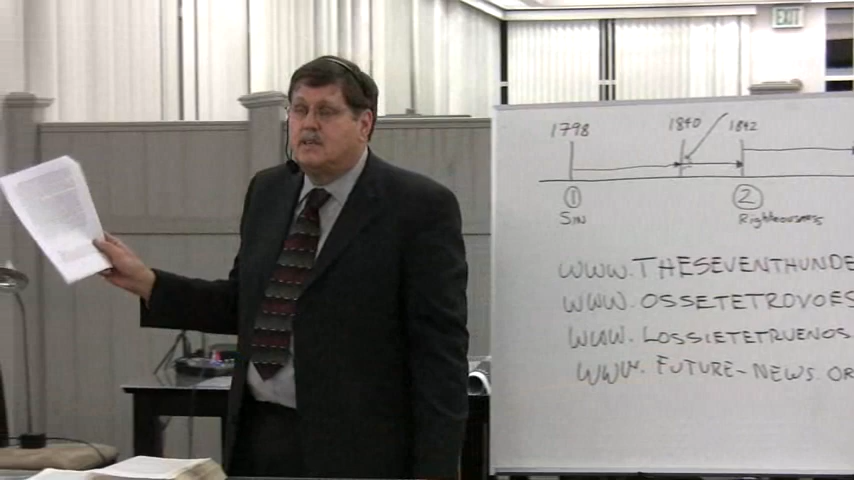 EXIT
1798 1840 1842
1 2
SIN Righteousness
WWW.THESEVENTHUNDE
WWW.OSSETETROVOES
WWW.LOSSIETETRUENOS.
WWW.FUTURE-NEWS.OR